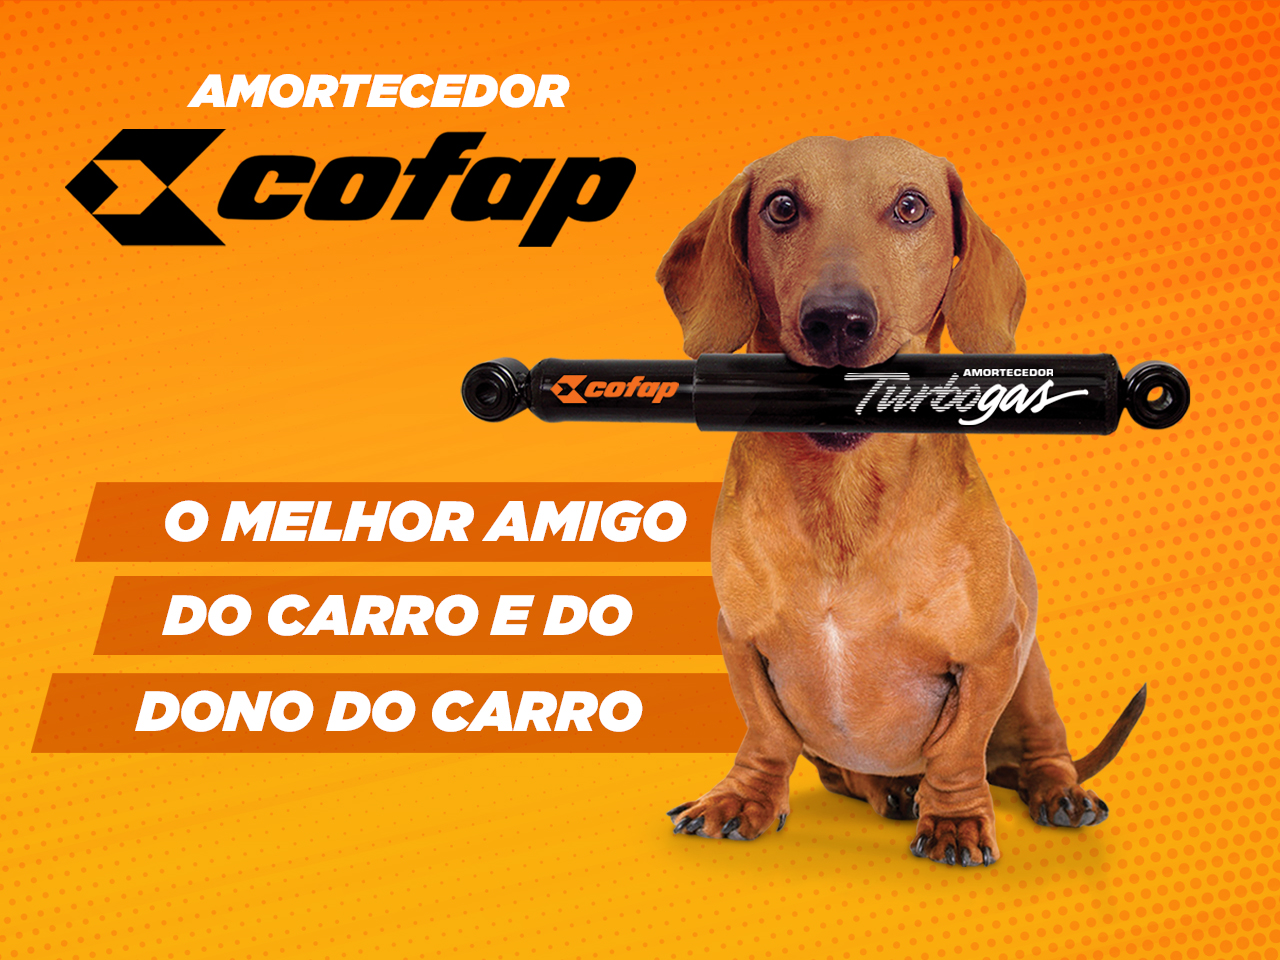 AMORTECEDOR
cofap
cofap
AMORTECEDOR
Turbogas
O MELHOR AMIGO
DO CARRO E DO
DONO DO CARRO